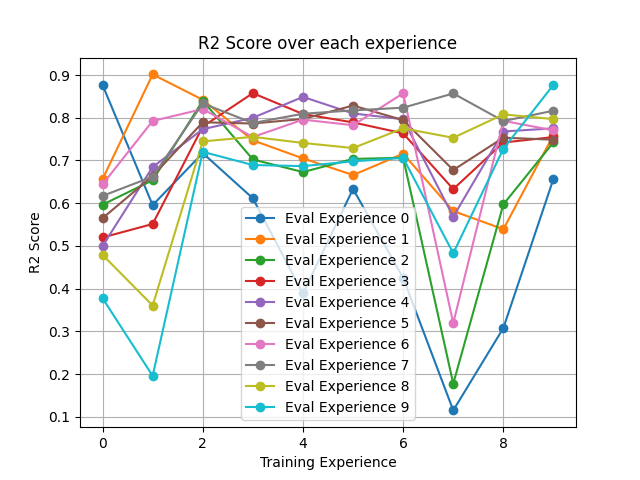 R2 Score over each experience
R2 Score
0.9
0.8
0.7
0.6
0.5
0.4
0.3
0.2
0.1
Eval Experience 0
Eval Experience 1
Eval Experience 2
Eval Experience 3
Eval Experience 4
Eval Experience 5
Eval Experience 6
Eval Experience 7
Eval Experience 8
Eval Experience 9
0 2 4 6 8
Training Experience